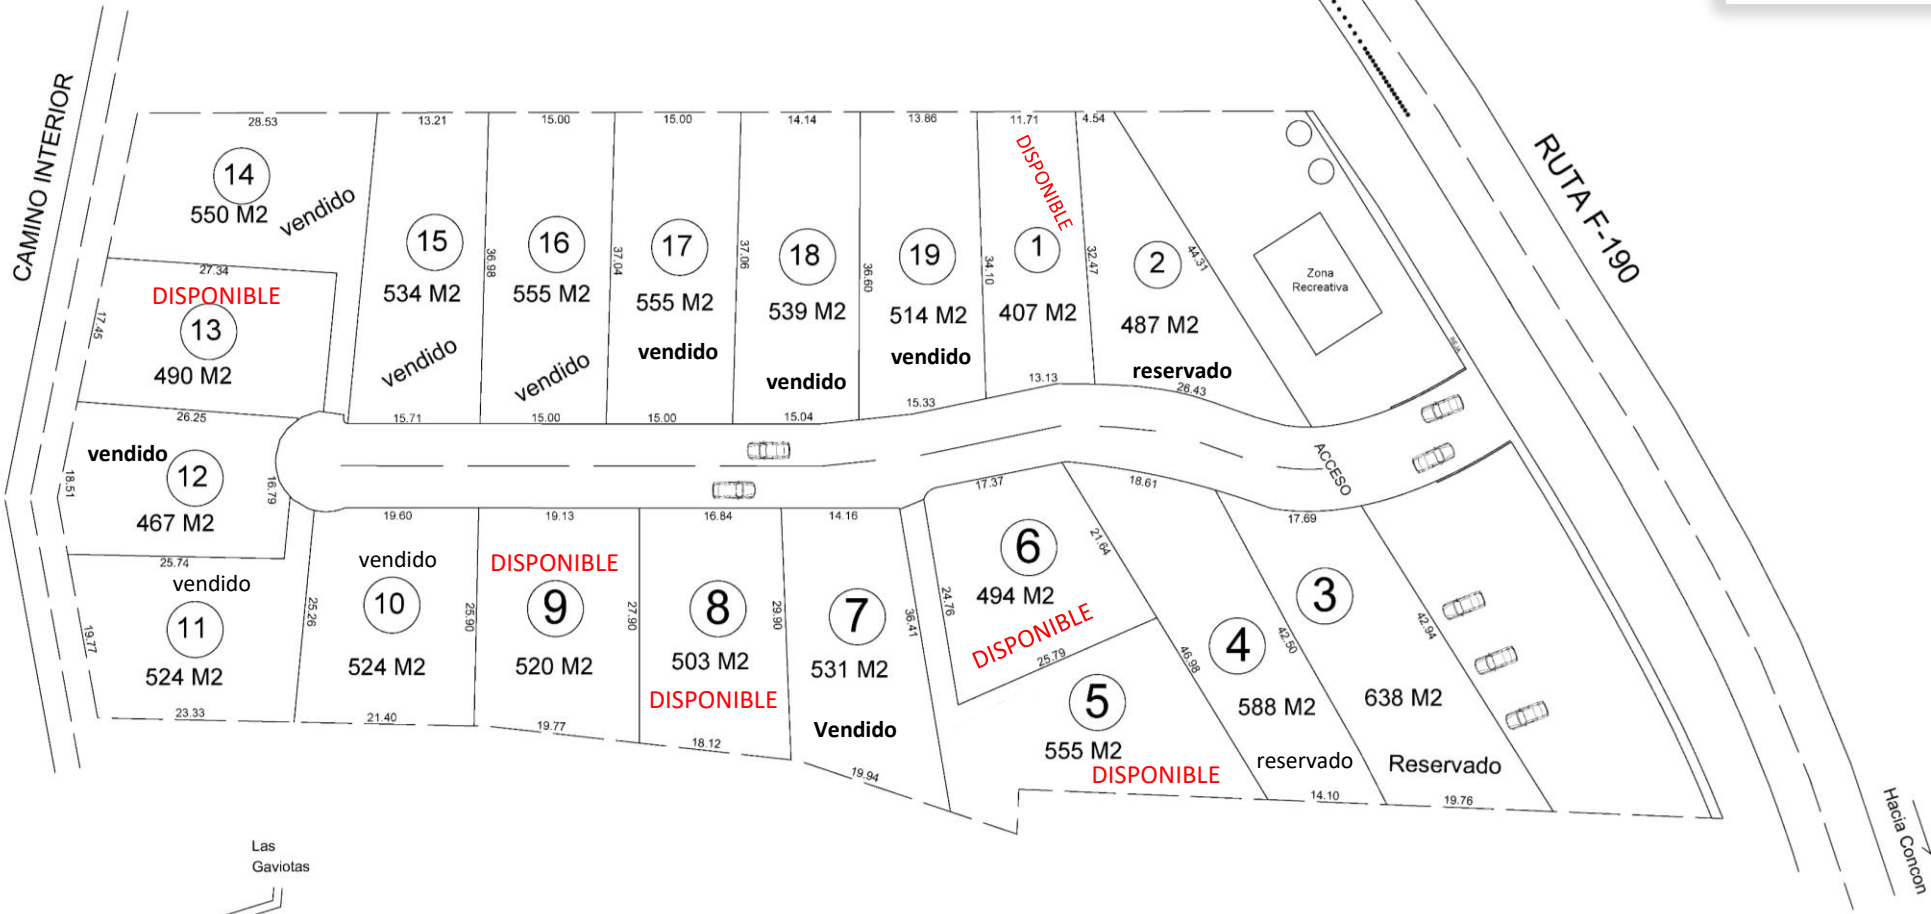 CAMINO INTERIOR
RUTA F-190
28.53
13.21
15.00
15.00
14.14
13.86
11.71
4.54
14
550 M2
vendido
15
534 M2
vendido
36.98
16
555 M2
vendido
37.04
17
555 M2
vendido
37.06
18
539 M2
vendido
36.60
19
514 M2
vendido
34.10
DISPONIBLE
1
407 M2
32.47
2
487 M2
reservado
44.31
Zona
Recreativa
REJA
27.34
DISPONIBLE
13
490 M2
17.45
26.25
15.71
15.00
15.00
15.04
15.33
13.13
26.43
vendido
12
467 M2
18.51
16.79
25.74
ACCESO
19.60
19.13
16.84
14.16
17.37
18.61
17.69
vendido
11
524 M2
19.77
23.33
25.26
vendido
10
524 M2
21.40
25.90
DISPONIBLE
9
520 M2
19.77
27.90
8
503 M2
DISPONIBLE
18.12
29.90
7
531 M2
Vendido
19.94
36.41
24.76
6
494 M2
DISPONIBLE
25.79
21.64
5
555 M2
DISPONIBLE
46.98
4
588 M2
reservado
14.10
42.50
3
638 M2
Reservado
19.76
42.94
Las
Gaviotas
Hacia Concon